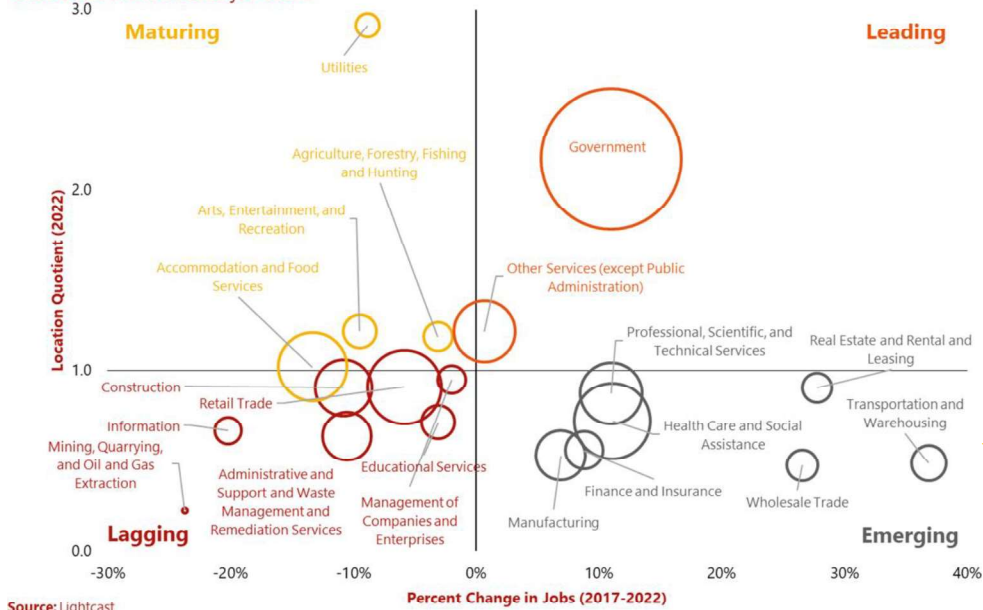 3.0
Maturing
Leading
Utilities
Government
Agriculture, Forestry, Fishing
and Hunting
2.0
Location Quotient (2022)
Arts, Entertainment, and
Recreation
Accommodation and Food
Services
Other Services (except Public
Administration)
Professional, Scientific, and
Technical Services
Real Estate and Rental and
Leasing
1.0
Construction
Retail Trade
Transportation and
Warehousing
Information
Health Care and Social
Assistance
Mining, Quarrying,
and Oil and Gas
Extraction
Administrative and
Support and Waste
Management and
Remediation Services
Educational Services
Management of
Companies and
Enterprises
Finance and Insurance
Wholesale Trade
Manufacturing
Lagging
Emerging
0.0
-30%
-20%
-10%
0%
10%
20%
30%
40%
Percent Change in Jobs (2017-2022)
Source: Lightcast